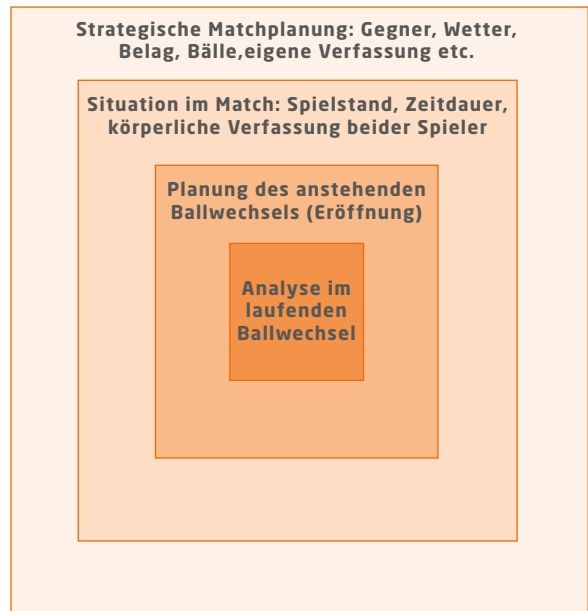 Strategische Matchplanung: Gegner, Wetter,
Belag, Bälle,eigene Verfassung etc.
Situation im Match: Spielstand, Zeitdauer,
körperliche Verfassung beider Spieler
Planung des anstehenden
Ballwechsels (Eröffnung)
Analyse im
laufenden
Ballwechsel